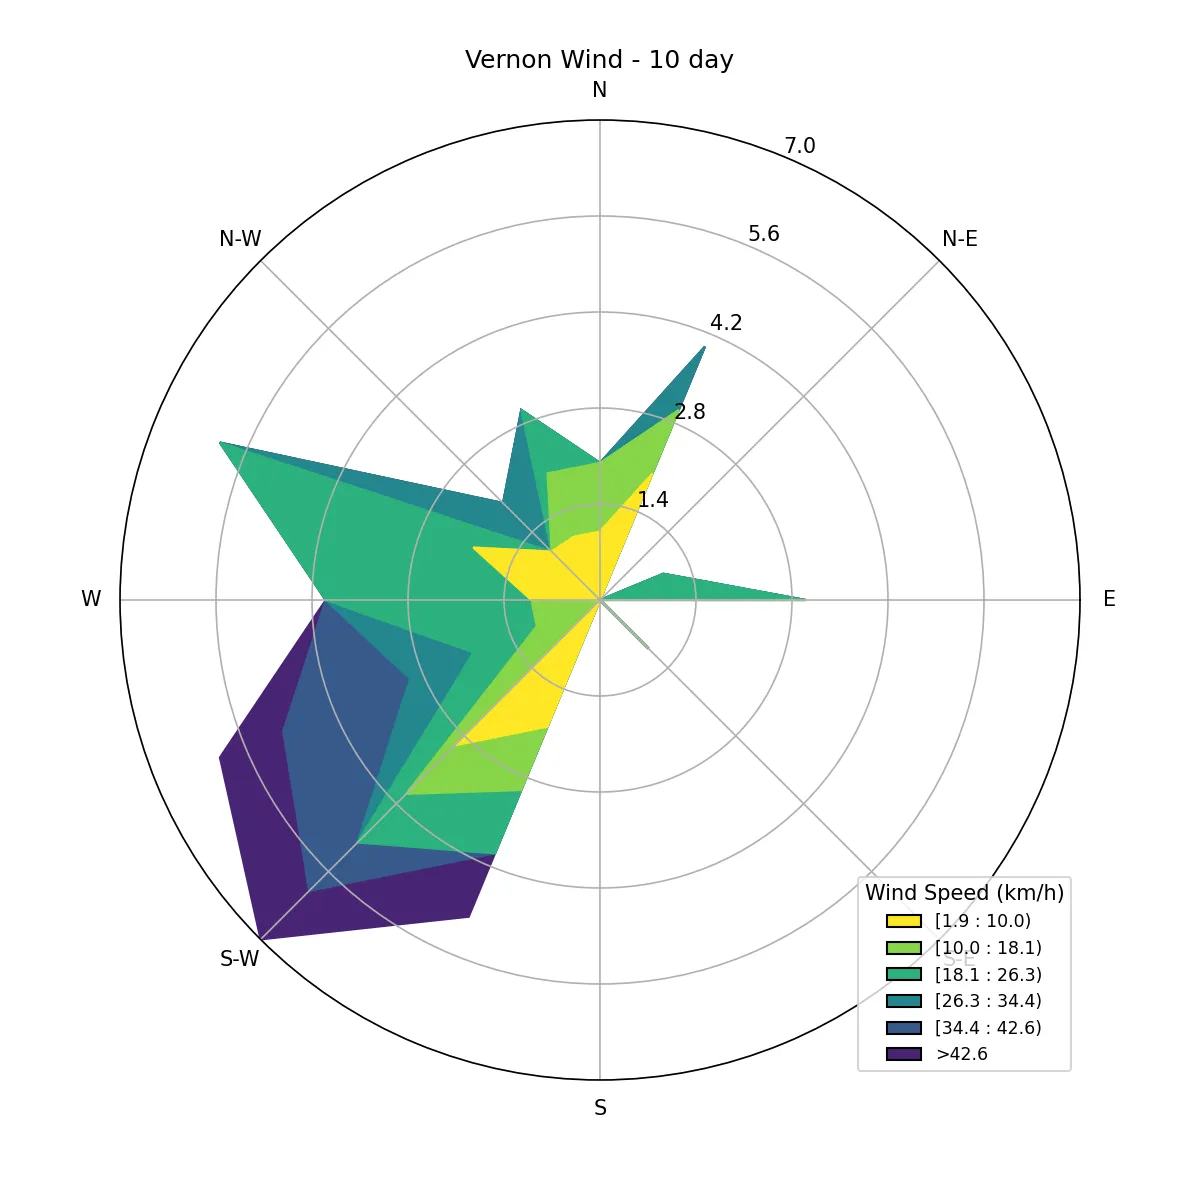 Vernon Wind - 10 day
N
7.0
5.6
N-W
N-E
4.2
2.8
1.4
W
E
Wind Speed (km/h)
[1.9 : 10.0)
[10.0 : 18.1)
S-W
S-E
[18.1 : 26.3)
[26.3 : 34.4)
[34.4 : 42.6)
>42.6
S